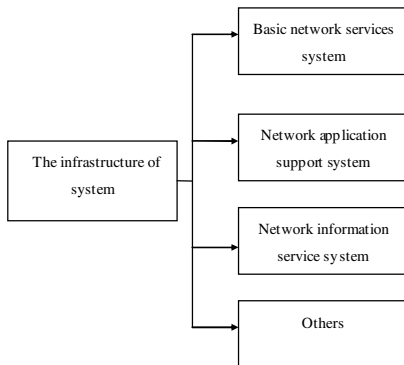 Basic network services
system
Network application
support system
The infrastructure of
system
Network information
service system
Others